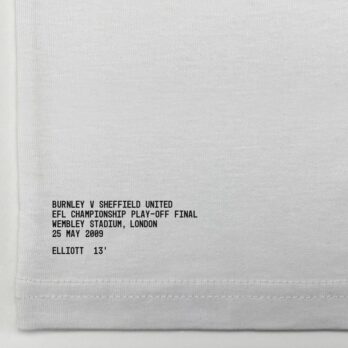 BURNLEY V SHEFFIELD UNITED
EFL CHAMPIONSHIP PLAY-OFF FINAL
WEMBLEY STADIUM, LONDON
25 MAY 2009
ELLIOTT 13'